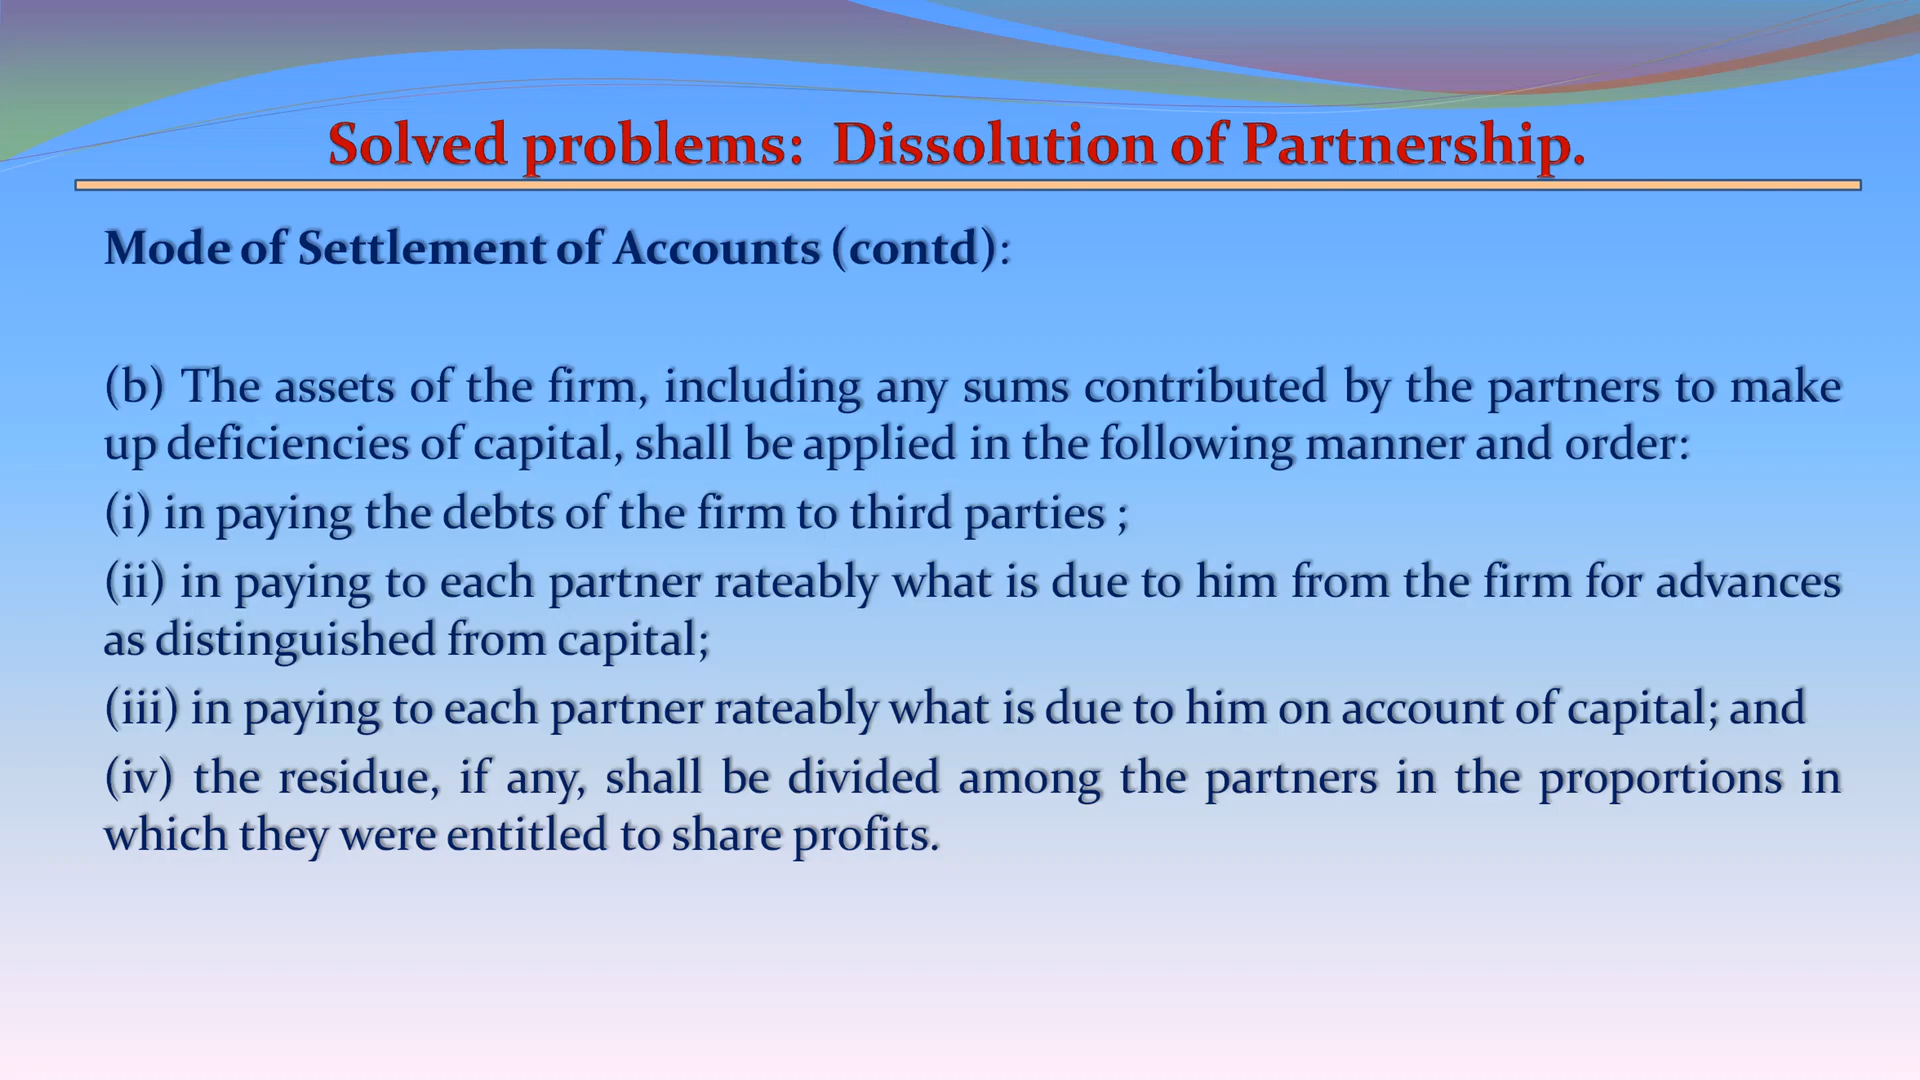 Solved problems:  Dissolution of Partnership.
Mode of Settlement of Accounts (contd):
(b) The assets of the firm, including any sums contributed by the partners to make
up deficiencies of capital, shall be applied in the following manner and order:
(i) in paying the debts of the firm to third parties ;
(ii) in paying to each partner rateably what is due to him from the firm for advances
as distinguished from capital;
(iii) in paying to each partner rateably what is due to him on account of capital; and
(iv) the residue, if any, shall be divided among the partners in the proportions in
which they were entitled to share profits.